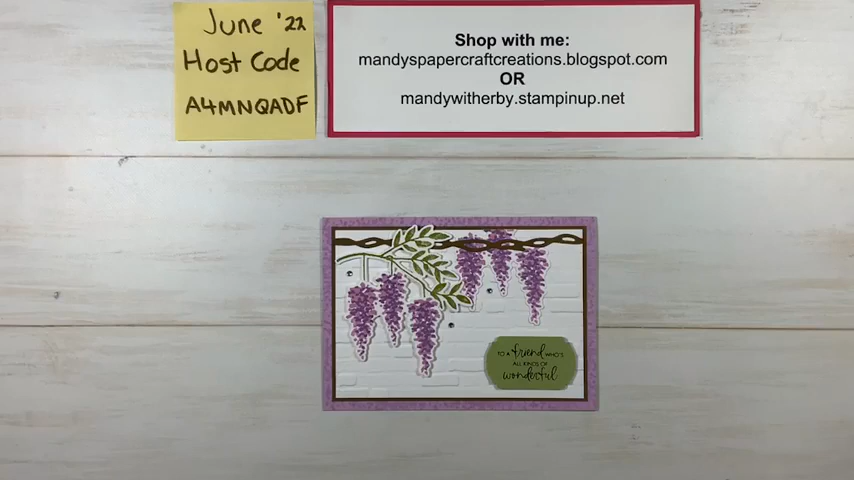 June '22
Host Code
A4MNQADF
Shop with me:
mandyspapercraftcreations.blogspot.com
OR
mandywitherby.stampinup.net
TO A friend WHO'S
ALL KINDS OF
wonderful